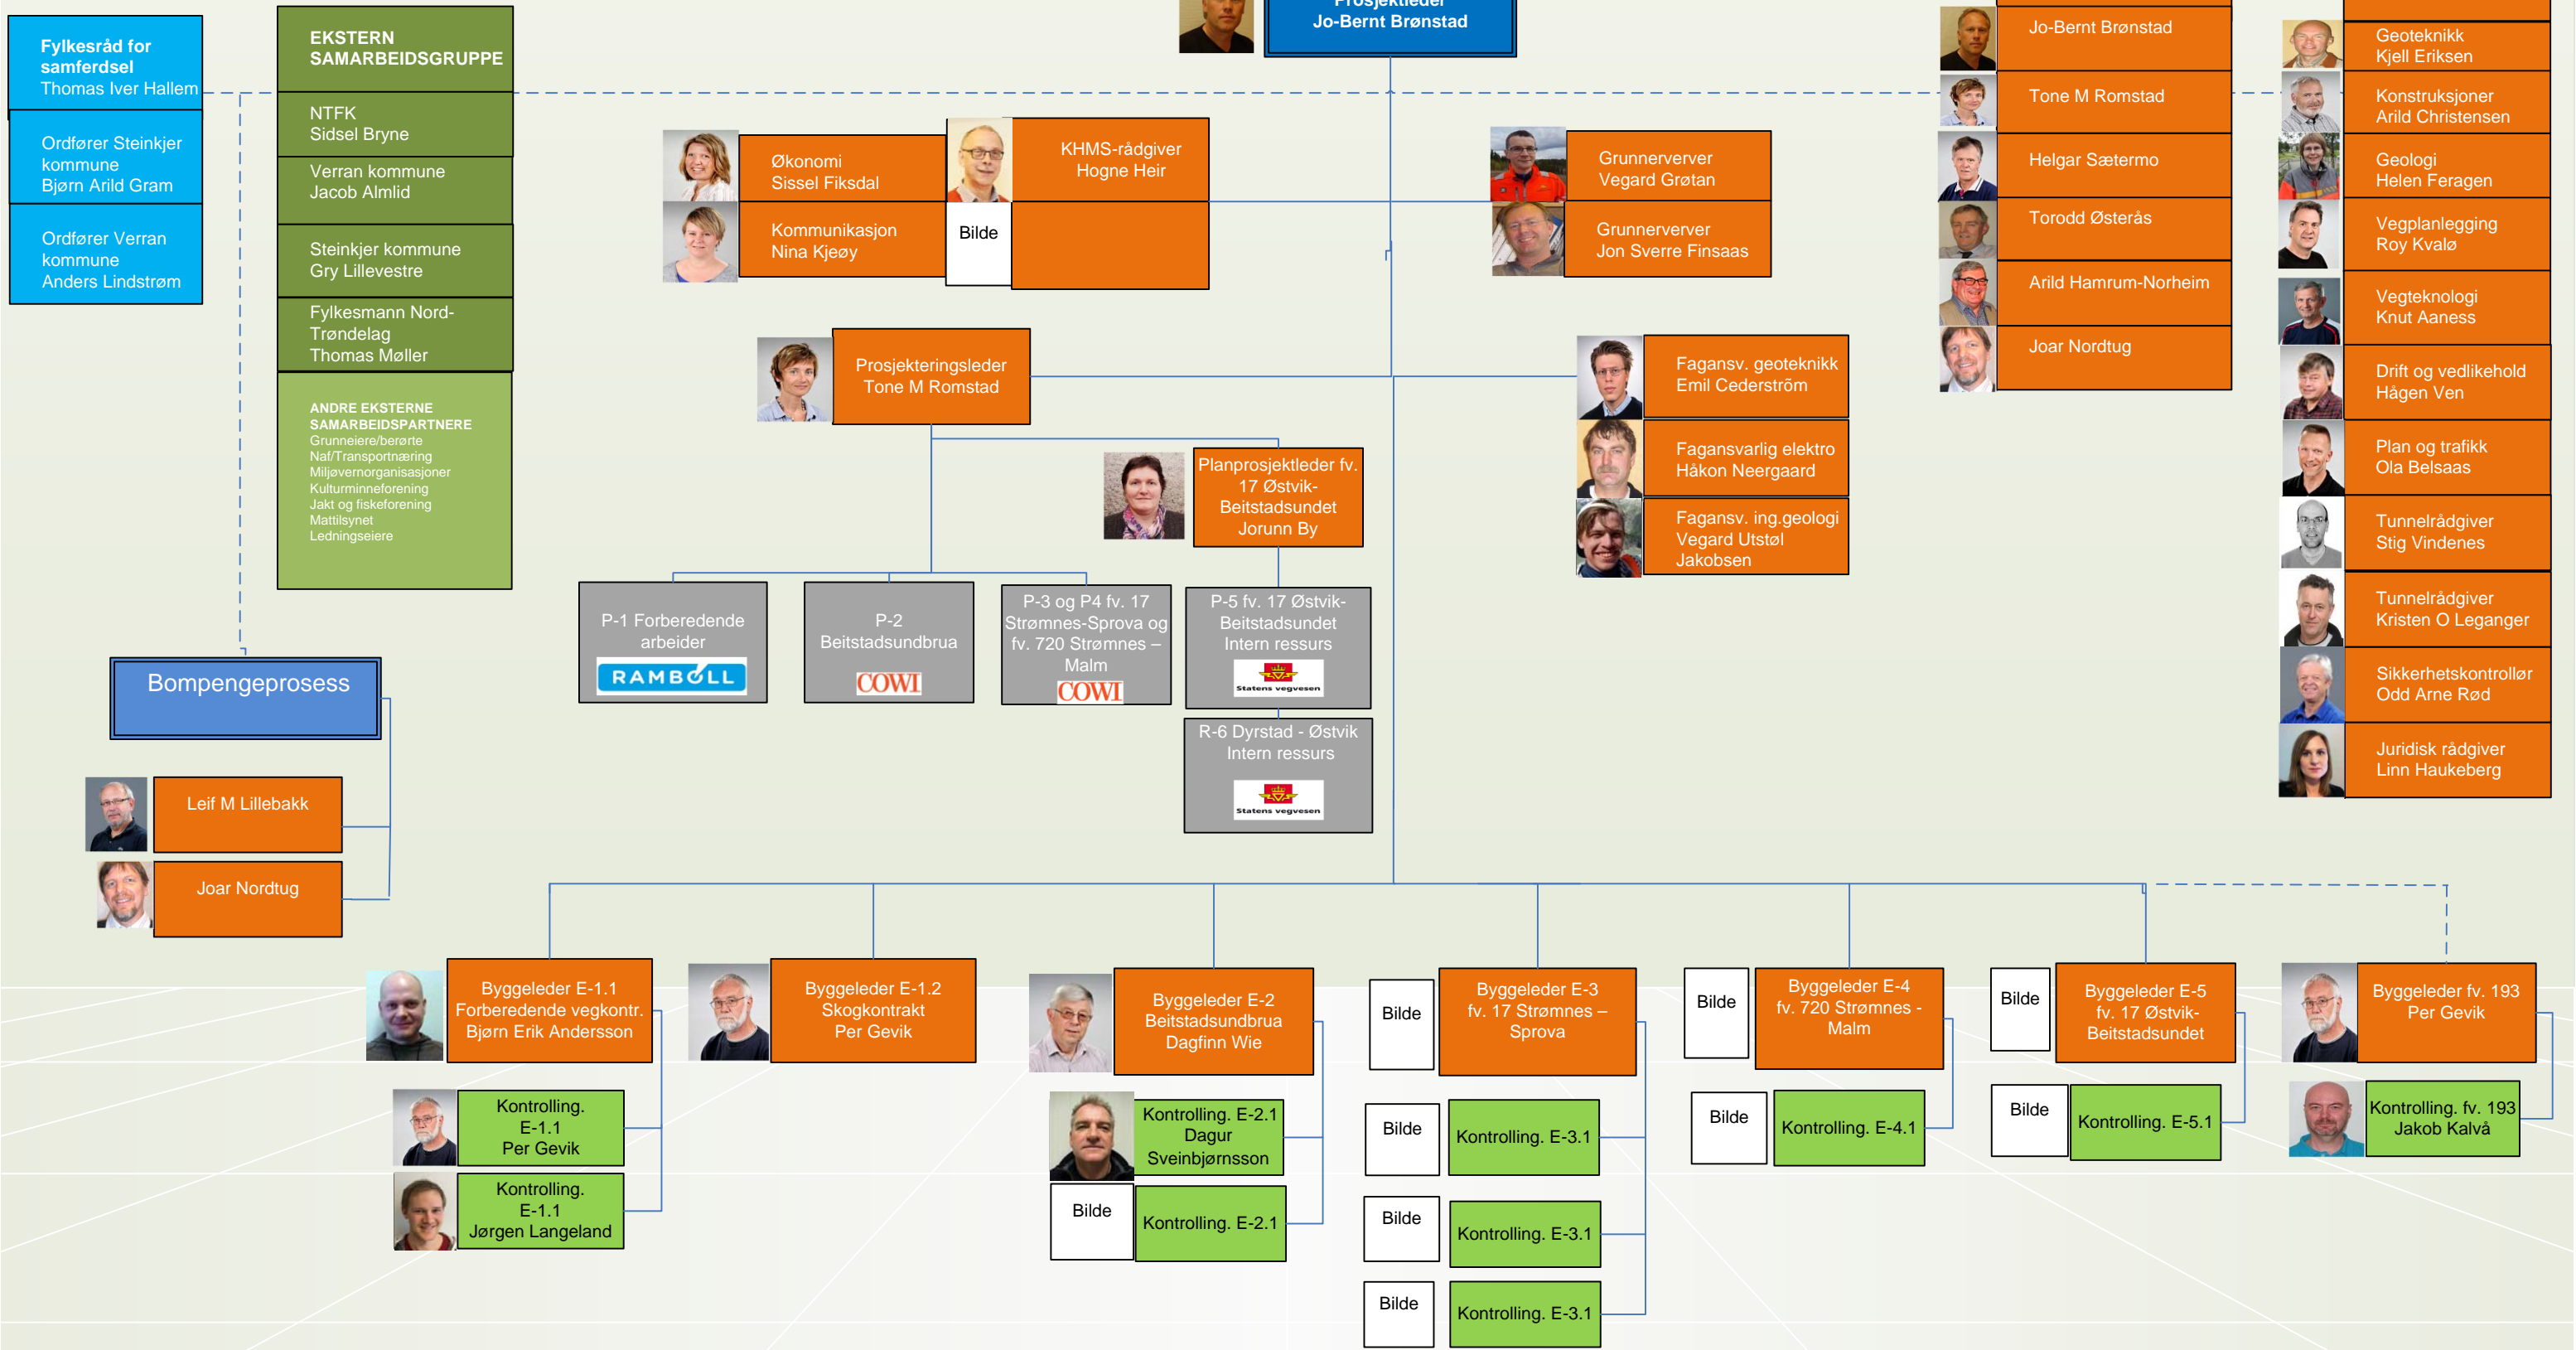 Prosjektleder
Jo-Bernt Brønstad
Fylkesråd for
samferdsel
Thomas Iver Hallem
Ordfører Steinkjer
kommune
Bjørn Arild Gram
Ordfører Verran
kommune
Anders Lindstrøm
EKSTERN
SAMARBEIDSGRUPPE
NTFK
Sidsel Bryne
Verran kommune
Jacob Almlid
Steinkjer kommune
Gry Lillevestre
Fylkesmann Nord-
Trøndelag
Thomas Møller
ANDRE EKSTERNE
SAMARBEIDSPARTNERE
Grunneiere/berørte
Naf/Transportnæring
Miljøvernorganisasjoner
Kulturminneforening
Jakt og fiskeforening
Mattilsynet
Ledningseiere
Økonomi
Sissel Fiksdal
Kommunikasjon
Nina Kjeøy
KHMS-rådgiver
Hogne Heir
Bilde
Grunnerverver
Vegard Grøtan
Grunnerverver
Jon Sverre Finsaas
Jo-Bernt Brønstad
Tone M Romstad
Helgar Sætermo
Torodd Østerås
Arild Hamrum-Norheim
Joar Nordtug
Geoteknikk
Kjell Eriksen
Konstruksjoner
Arild Christensen
Geologi
Helen Feragen
Vegplanlegging
Roy Kvalø
Vegteknologi
Knut Aaness
Drift og vedlikehold
Hågen Ven
Plan og trafikk
Ola Belsaas
Tunnelrådgiver
Stig Vindenes
Tunnelrådgiver
Kristen O Leganger
Sikkerhetskontrollør
Odd Arne Rød
Juridisk rådgiver
Linn Haukeberg
Prosjekteringsleder
Tone M Romstad
Fagansv. geoteknikk
Emil Cederström
Fagansvarlig elektro
Håkon Neergaard
Fagansv. ing.geologi
Vegard Utstøl
Jakobsen
Planprosjektleder fv.
17 Østvik-
Beitstadsundet
Jorunn By
P-1 Forberedende
arbeider
RAMBOLL
P-2
Beitstadsundbrua
COWI
P-3 og P4 fv. 17
Strømnes-Sprova og
fv. 720 Strømnes –
Malm
COWI
P-5 fv. 17 Østvik-
Beitstadsundet
Intern ressurs
Statens vegvesen
R-6 Dyrstad - Østvik
Intern ressurs
Statens vegvesen
Bompengeprosess
Leif M Lillebakk
Joar Nordtug
Byggeleder E-1.1
Forberedende vegkontr.
Bjørn Erik Andersson
Kontrolling.
E-1.1
Per Gevik
Kontrolling.
E-1.1
Jørgen Langeland
Byggeleder E-1.2
Skogkontrakt
Per Gevik
Byggeleder E-2
Beitstadsundbrua
Dagfinn Wie
Kontrolling. E-2.1
Dagur
Sveinbjørnsson
Bilde
Kontrolling. E-2.1
Bilde
Byggeleder E-3
fv. 17 Strømnes –
Sprova
Bilde
Kontrolling. E-3.1
Bilde
Kontrolling. E-3.1
Bilde
Kontrolling. E-3.1
Bilde
Byggeleder E-4
fv. 720 Strømnes -
Malm
Bilde
Kontrolling. E-4.1
Bilde
Byggeleder E-5
fv. 17 Østvik-
Beitstadsundet
Bilde
Kontrolling. E-5.1
Byggeleder fv. 193
Per Gevik
Kontrolling. fv. 193
Jakob Kalvå